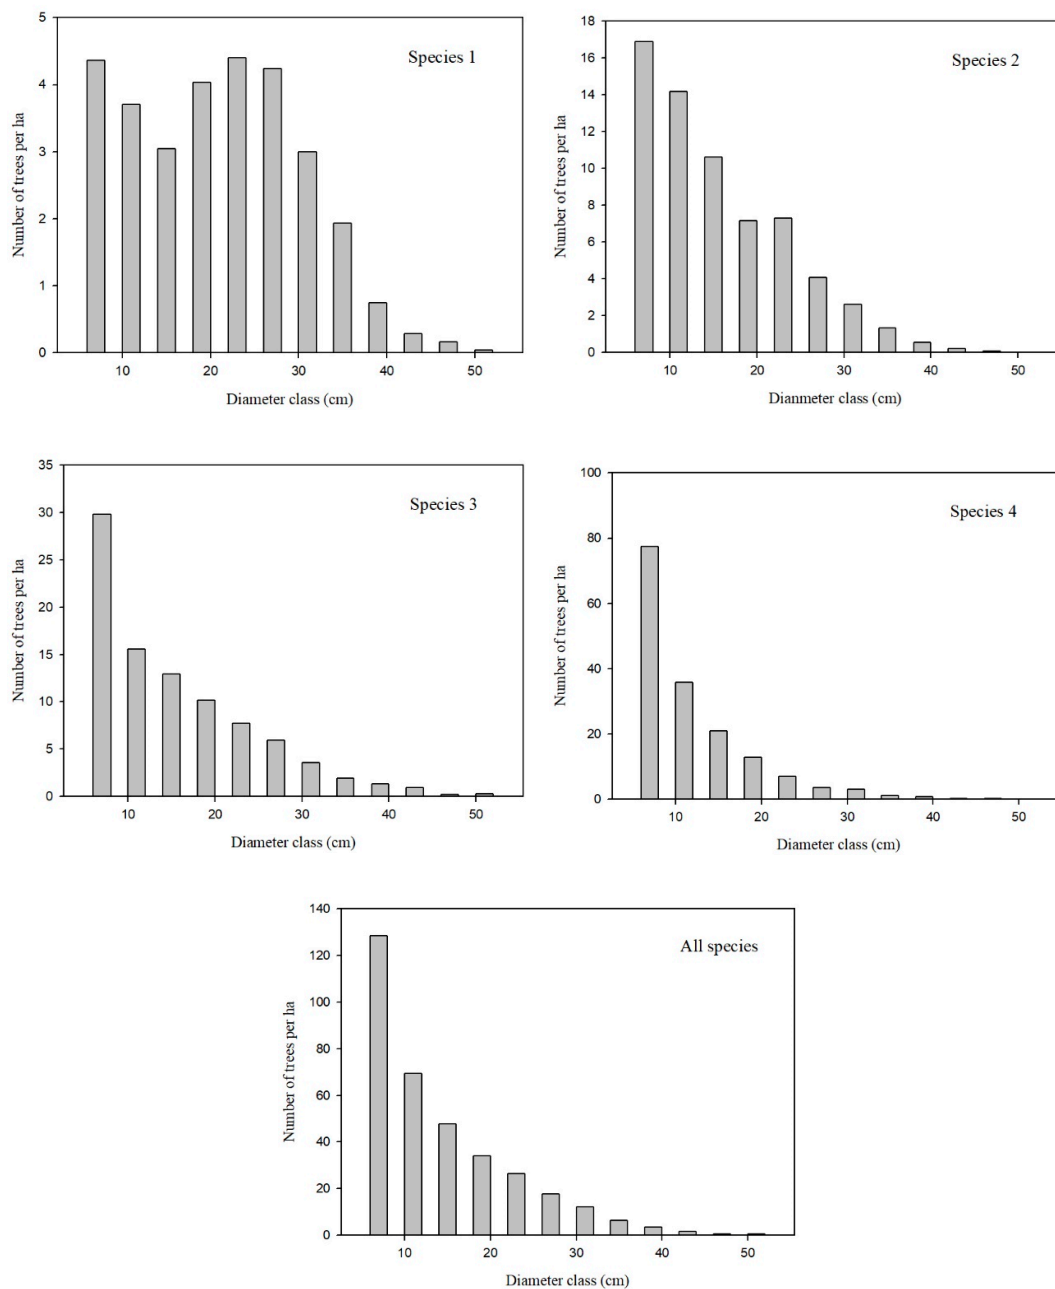 5
4
3
2
1
0
Number of trees per ha
Species 1
10 20 30 40 50
Diameter class (cm)
18
16
14
12
10
8
6
4
2
0
Number of trees per ha
Species 2
10 20 30 40 50
Dianmeter class (cm)
35
30
25
20
15
10
5
0
Number of trees per ha
Species 3
10 20 30 40 50
Diameter class (cm)
100
80
60
40
20
0
Number of trees per ha
Species 4
10 20 30 40 50
Diameter class (cm)
140
120
100
80
60
40
20
0
Number of trees per ha
All species
10 20 30 40 50
Diameter class (cm)